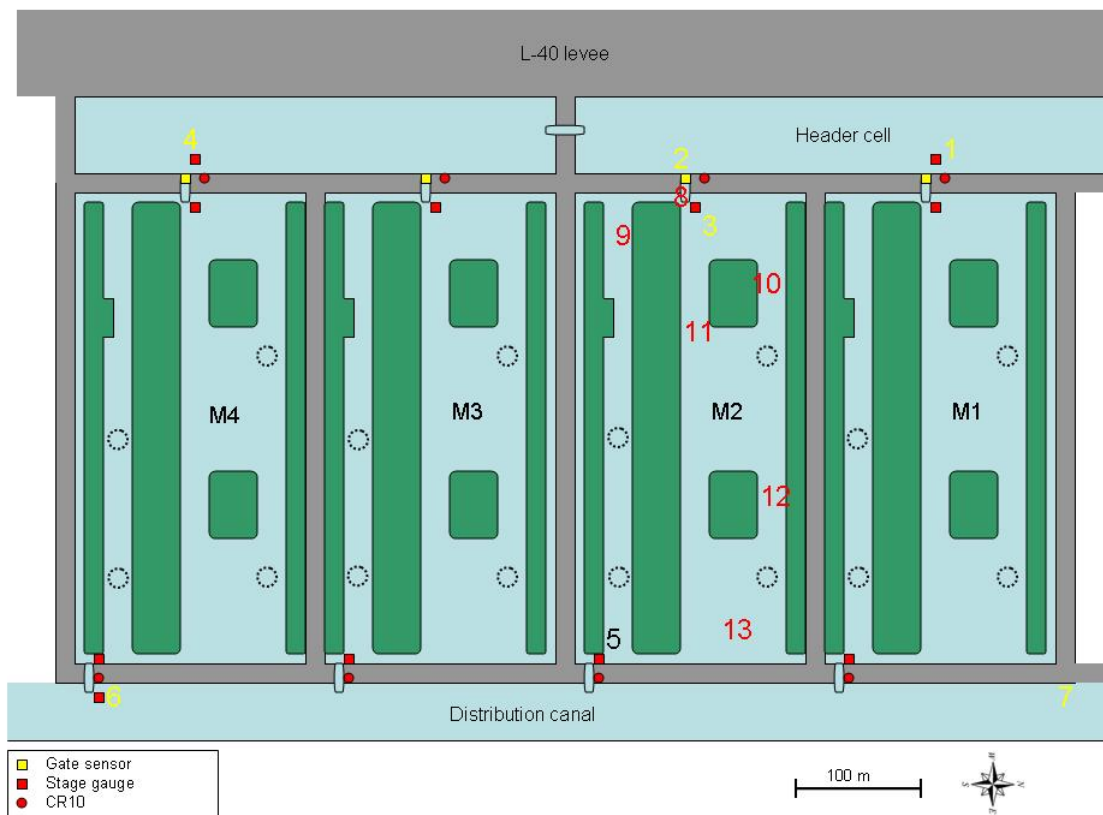 L-40 levee
Header cell
4
2
1
8
3
9
10
11
M4
M3
M2
M1
12
13
5
6
7
Distribution canal
Gate sensor
Stage gauge
CR10
100 m